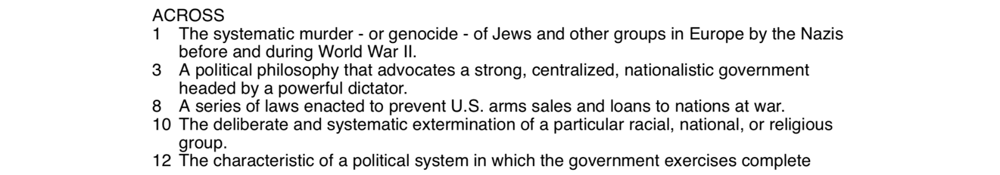 ACROSS
1 The systematic murder - or genocide - of Jews and other groups in Europe by the Nazis
before and during World War II.
3 A political philosophy that advocates a strong, centralized, nationalistic government
headed by a powerful dictator.
8 A series of laws enacted to prevent U.S. arms sales and loans to nations at war.
10 The deliberate and systematic extermination of a particular racial, national, or religious
group.
12 The characteristic of a political system in which the government exercises complete